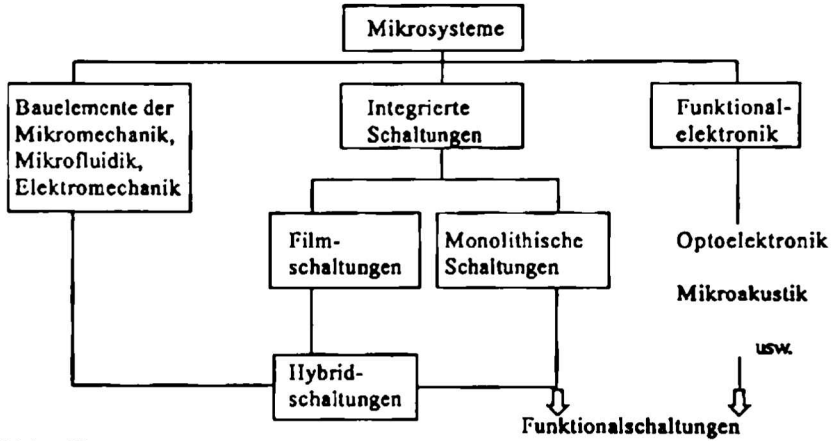 Mikrosysteme
Bauelemente der
Mikromechanik,
Mikrofluidik,
Elektromechanik
Integrierte
Schaltungen
Funktional-
elektronik
Film-
schaltungen
Monolithische
Schaltungen
Optoelektronik
Mikroakustik
usw.
Hybrid-
schaltungen
Funktionalschaltungen